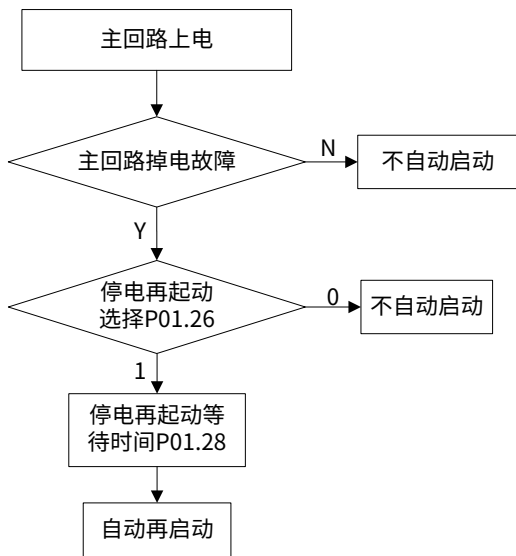 主回路上电
主回路掉电故障
N
不自动启动
Y
停电再起动
选择P01.26
0
不自动启动
1
停电再起动等
待时间P01.28
自动再启动